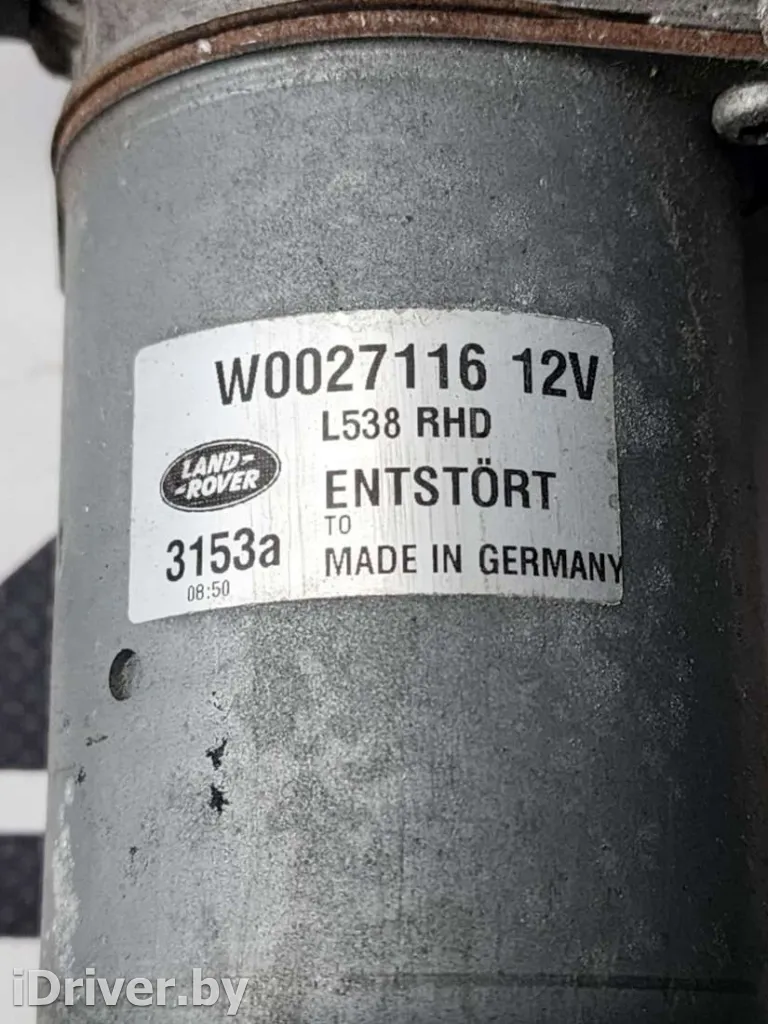 W0027116 12V
L538 RHD
LAND-
-ROVER
ENTSTÖRT
TO
3153a
MADE IN GERMANY
08:50
iDriver.by